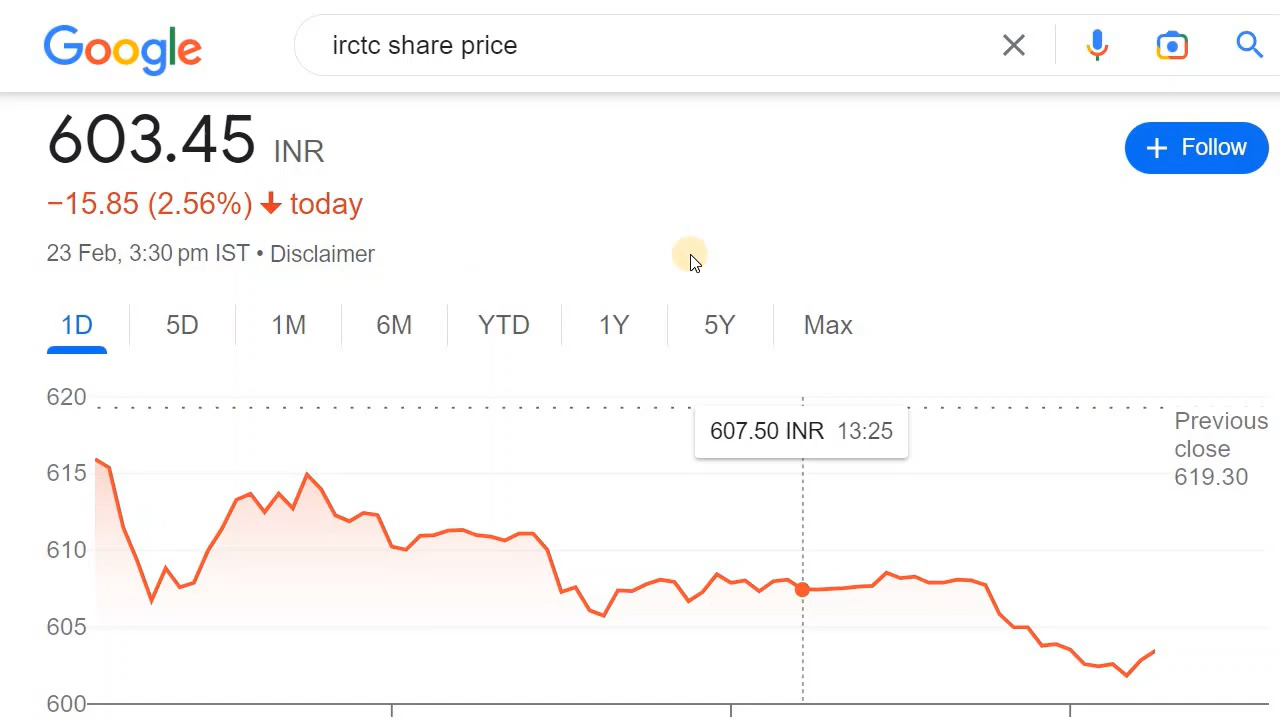 Google
irctc share price
603.45 INR
+ Follow
−15.85 (2.56%) ↓ today
23 Feb, 3:30 pm IST • Disclaimer
1D 5D 1M 6M YTD 1Y 5Y Max
620
607.50 INR 13:25
Previous
close
619.30
615
610
605
600